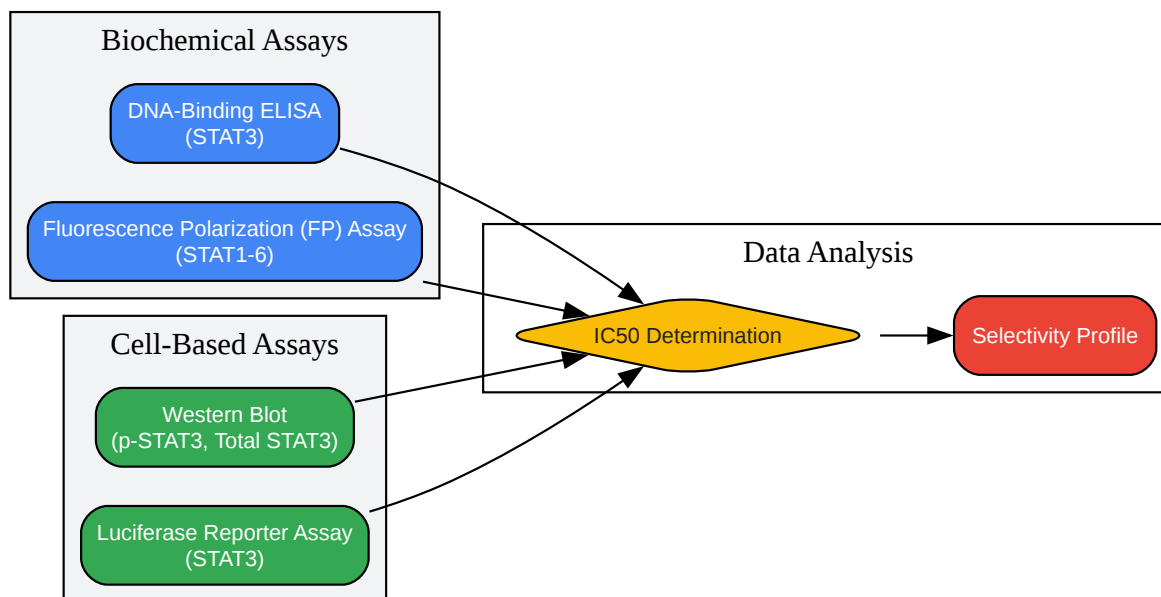 Biochemical Assays
DNA-Binding ELISA
(STAT3)
Fluorescence Polarization (FP) Assay
(STAT1-6)
Cell-Based Assays
Western Blot
(p-STAT3, Total STAT3)
Luciferase Reporter Assay
(STAT3)
Data Analysis
IC50 Determination
Selectivity Profile